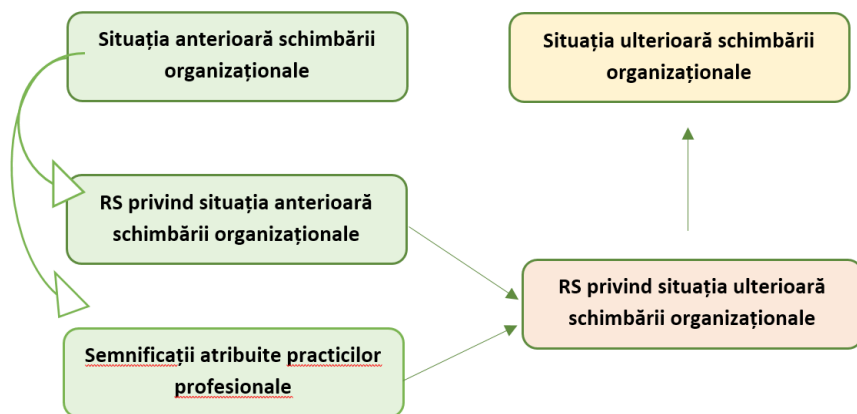 Situația anterioară schimbării
organizaționale
Situația ulterioară schimbării
organizaționale
RS privind situația anterioară
schimbării organizaționale
RS privind situația ulterioară
schimbării organizaționale
Semnificații atribuite practicilor
profesionale